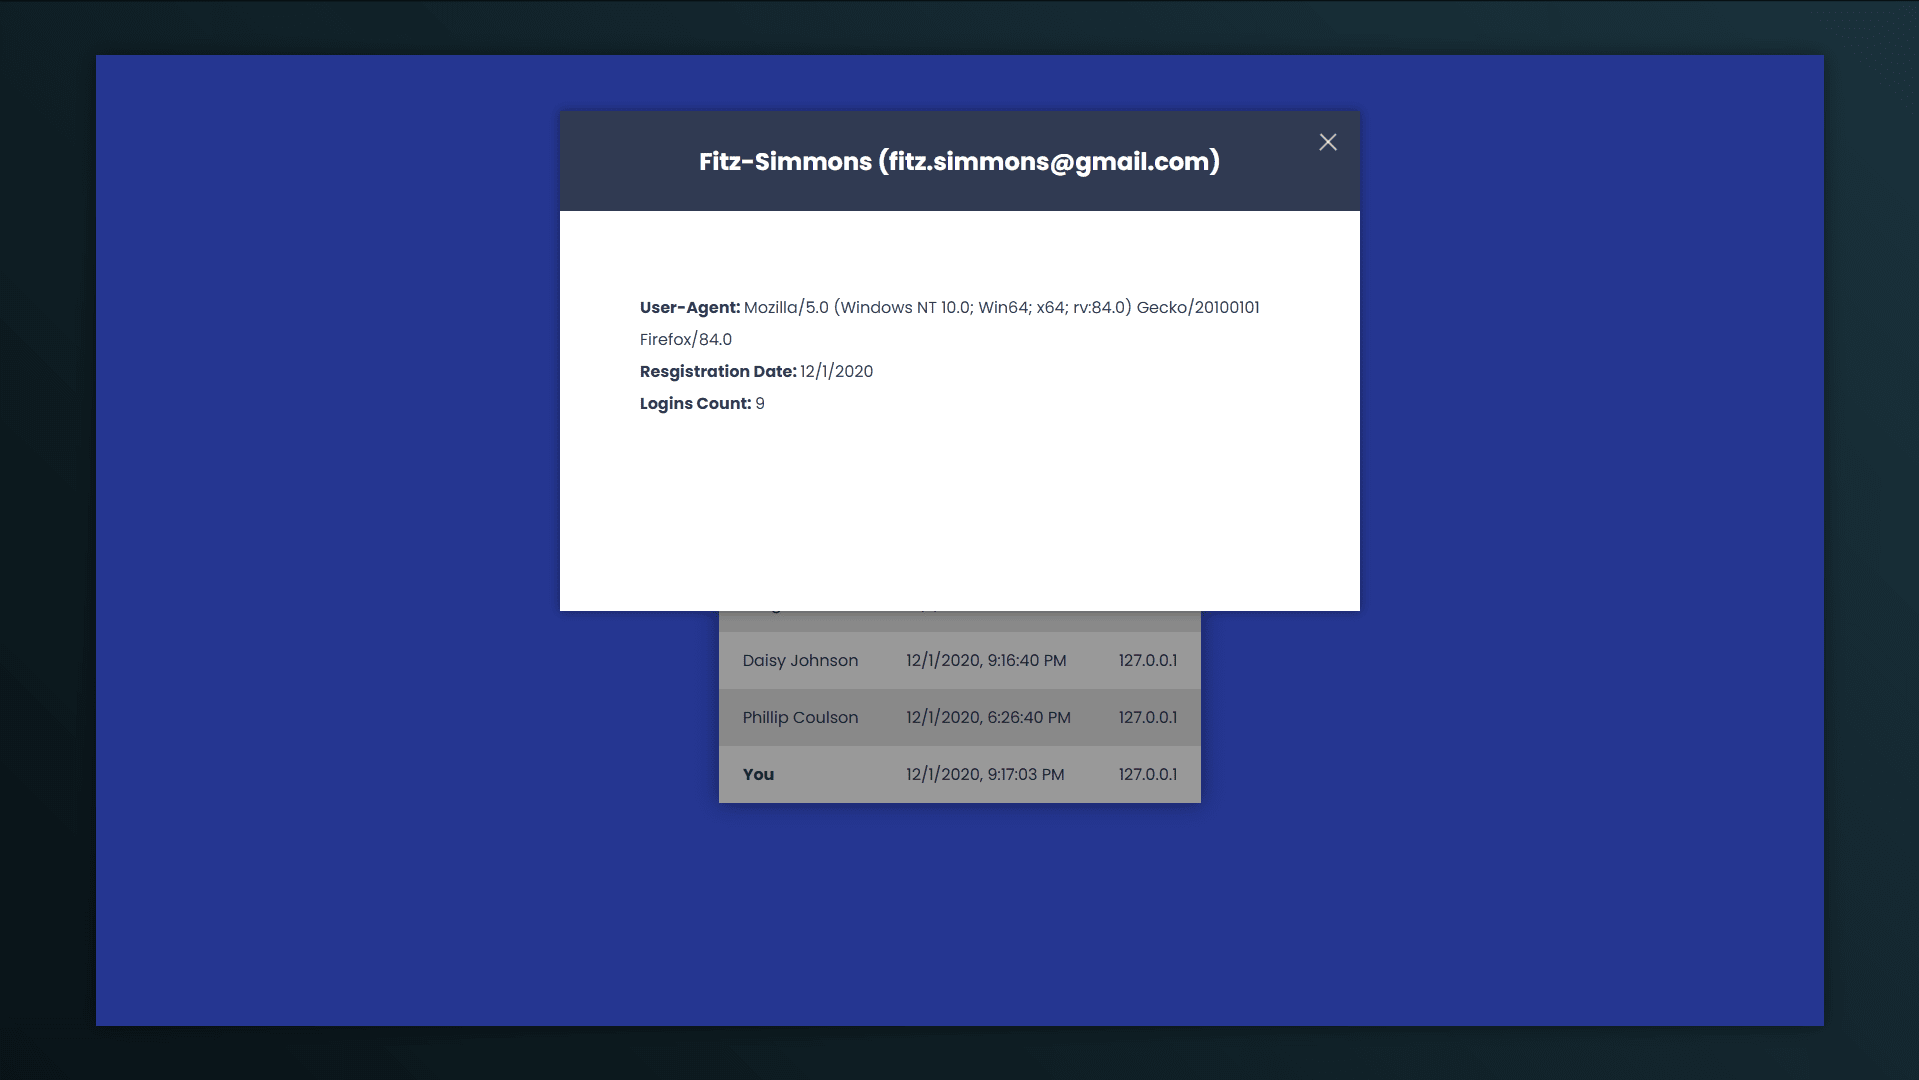 Fitz-Simmons (fitz.simmons@gmail.com)
User-Agent: Mozilla/5.0 (Windows NT 10.0; Win64; x64; rv:84.0) Gecko/20100101
Firefox/84.0
Resgistration Date: 12/1/2020
Logins Count: 9
Daisy Johnson 12/1/2020, 9:16:40 PM 127.0.0.1
Phillip Coulson 12/1/2020, 6:26:40 PM 127.0.0.1
You 12/1/2020, 9:17:03 PM 127.0.0.1